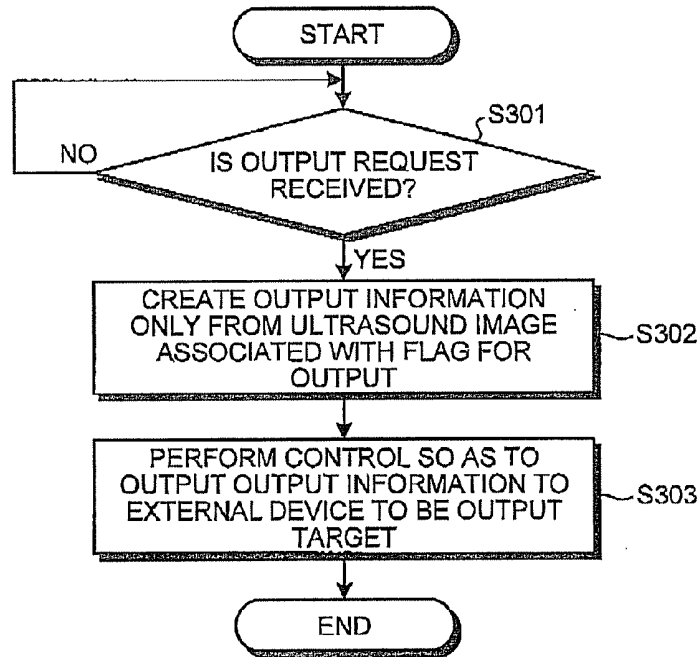 START
S301
NO
IS OUTPUT REQUEST
RECEIVED?
YES
CREATE OUTPUT INFORMATION
ONLY FROM ULTRASOUND IMAGE
ASSOCIATED WITH FLAG FOR
OUTPUT
S302
PERFORM CONTROL SO AS TO
OUTPUT OUTPUT INFORMATION TO
EXTERNAL DEVICE TO BE OUTPUT
TARGET
S303
END